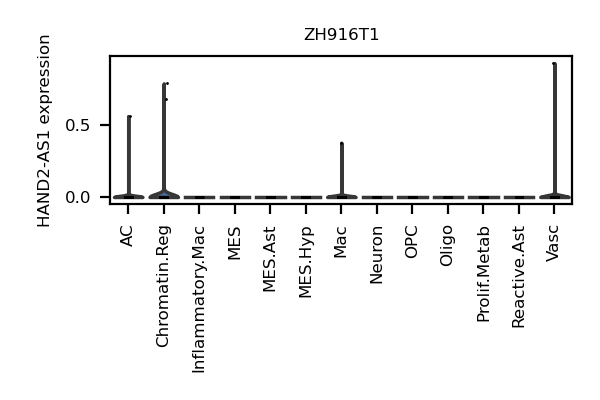 ZH916T1
HAND2-AS1 expression
0.5
0.0
AC
Chromatin.Reg
Inflammatory.Mac
MES
MES.Ast
MES.Hyp
Mac
Neuron
OPC
Oligo
Prolif.Metab
Reactive.Ast
Vasc